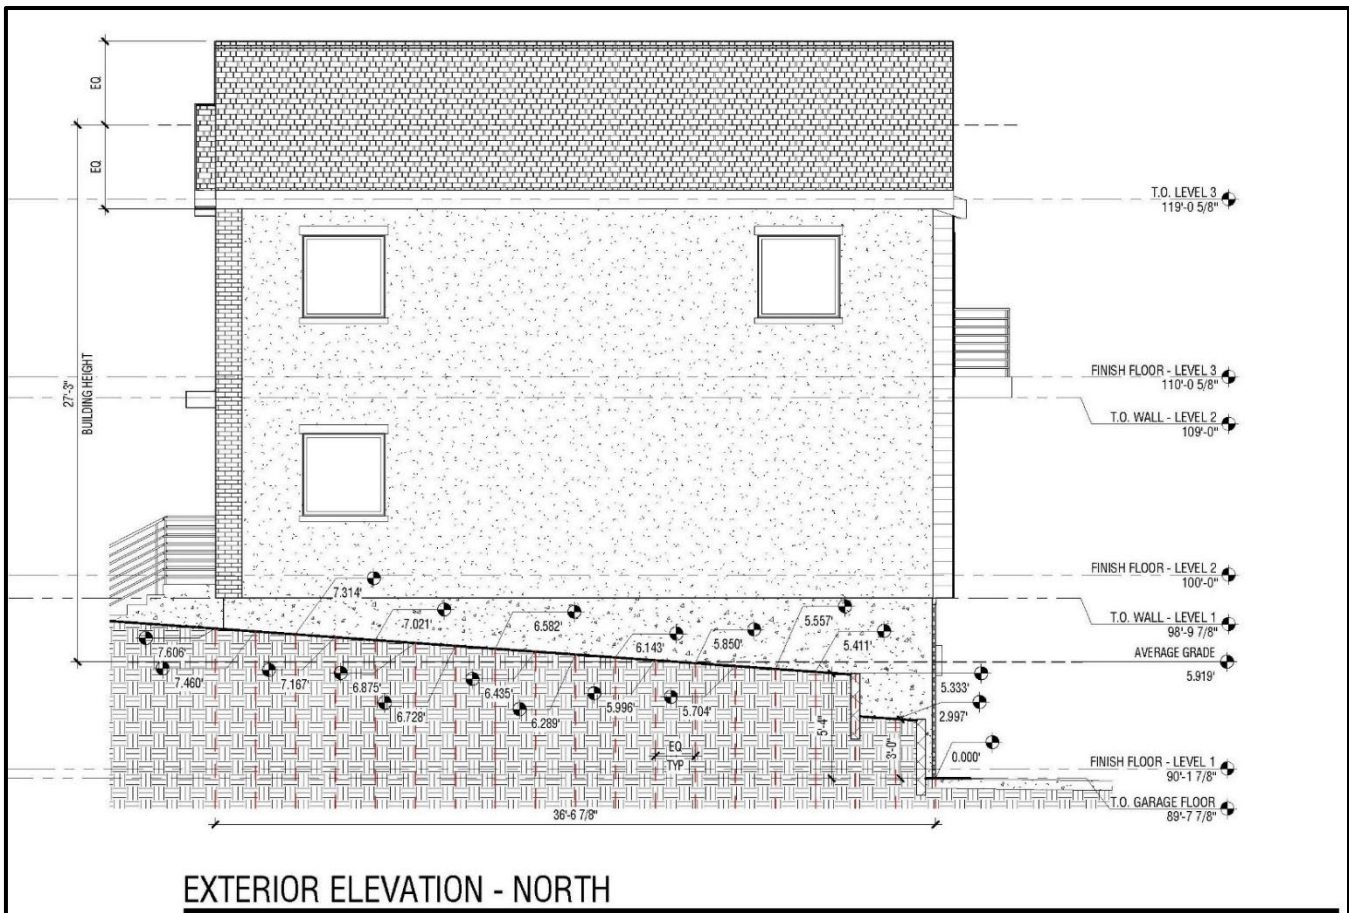 EQ
EQ
T.O. LEVEL 3
119'-0 5/8"
27'-3"
BUILDING HEIGHT
FINISH FLOOR - LEVEL 3
110'-0 5/8"
T.O. WALL - LEVEL 2
109'-0"
FINISH FLOOR - LEVEL 2
100'-0"
7.314'
7.021'
6.582'
6.143'
5.850'
5.557'
5.411'
T.O. WALL - LEVEL 1
98'-9 7/8"
AVERAGE GRADE
5.919'
7.606'
7.460'
7.167'
6.875'
6.728'
6.435'
6.289'
5.996'
5.704'
5.333'
2.997'
0.000'
5'-4"
3'-0"
EQ
TYP
FINISH FLOOR - LEVEL 1
90'-1 7/8"
T.O. GARAGE FLOOR
89'-7 7/8"
36'-6 7/8"
EXTERIOR ELEVATION - NORTH